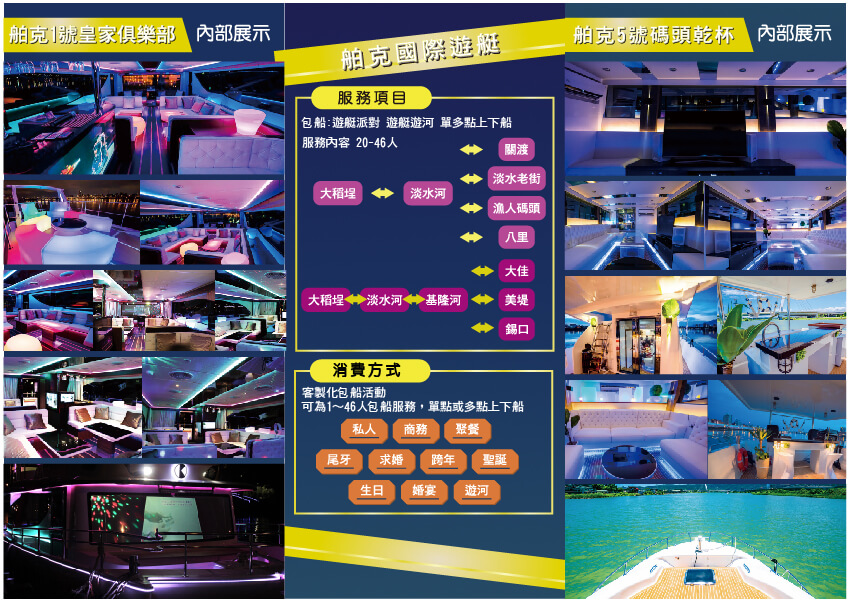 舶克1號皇家俱樂部 內部展示
舶克國際遊艇
服務項目
包船:遊艇派對 遊艇遊河 單多點上下船
服務內容 20-46人
大稻埕
淡水河
關渡
淡水老街
漁人碼頭
八里
大稻埕
淡水河
基隆河
大佳
美堤
錫口
消費方式
客製化包船活動
可為1～46人包船服務，單點或多點上下船
私人 商務 聚餐
尾牙 求婚 跨年 聖誕
生日 婚宴 遊河
舶克5號碼頭乾杯 內部展示